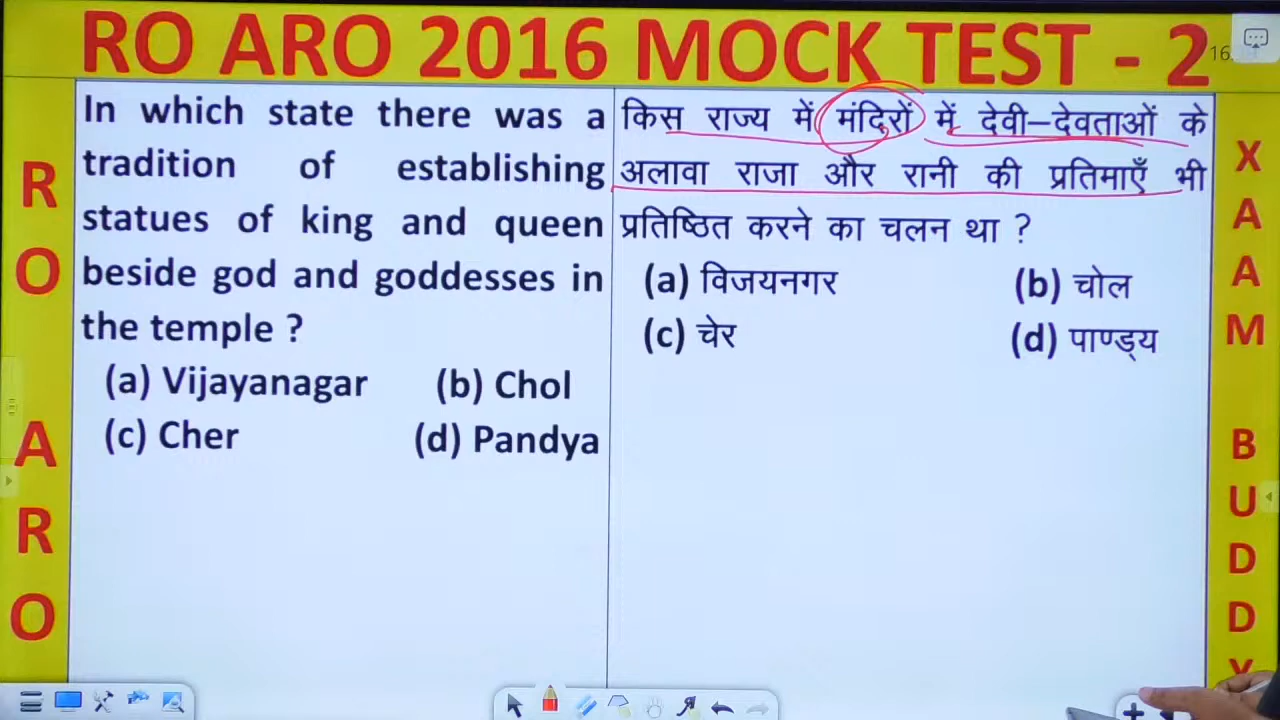 RO ARO 2016 MOCK TEST - 2
In which state there was a
tradition of establishing
statues of king and queen
beside god and goddesses in
the temple ?
(a) Vijayanagar (b) Chol
(c) Cher (d) Pandya
किस राज्य में मंदिरों में देवी–देवताओं के
अलावा राजा और रानी की प्रतिमाएँ भी
प्रतिष्ठित करने का चलन था ?
(a) विजयनगर (b) चोल
(c) चेर (d) पाण्ड्य
R
O
A
R
O
X
A
A
M
B
U
D
D
Y